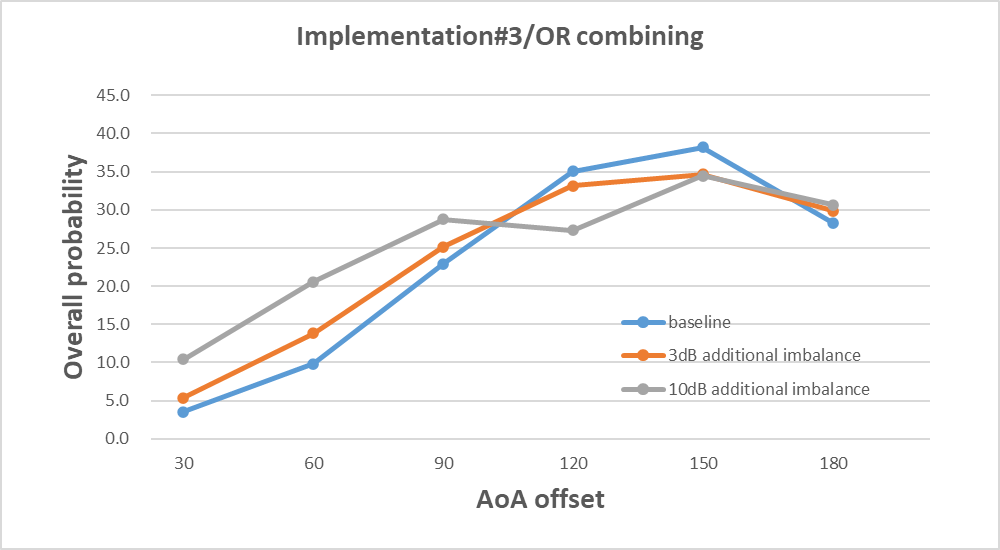 Implementation#3/OR combining
45.0
40.0
35.0
30.0
25.0
20.0
15.0
10.0
5.0
0.0
Overall probability
baseline
3dB additional imbalance
10dB additional imbalance
30 60 90 120 150 180
AoA offset